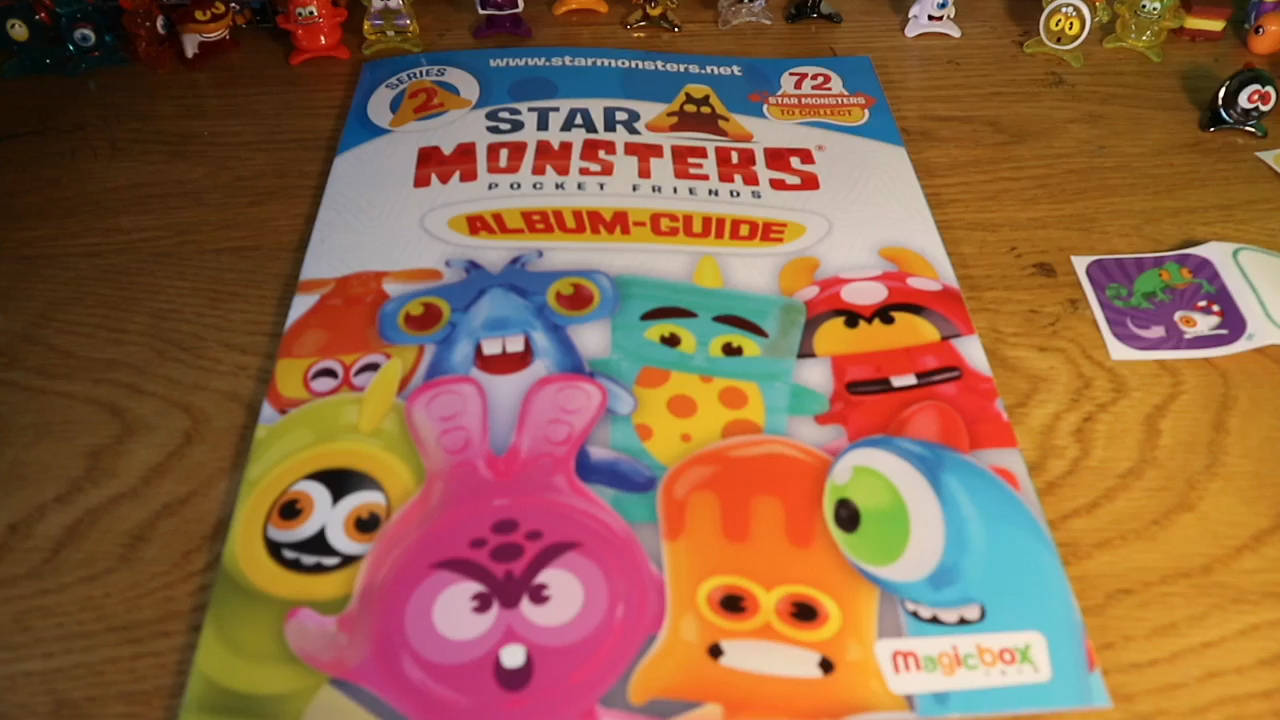 www.starmonsters.net
SERIES
2
72
STAR MONSTERS
TO COLLECT
STAR
MONSTERS®
POCKET FRIENDS
ALBUM-GUIDE
magicbox